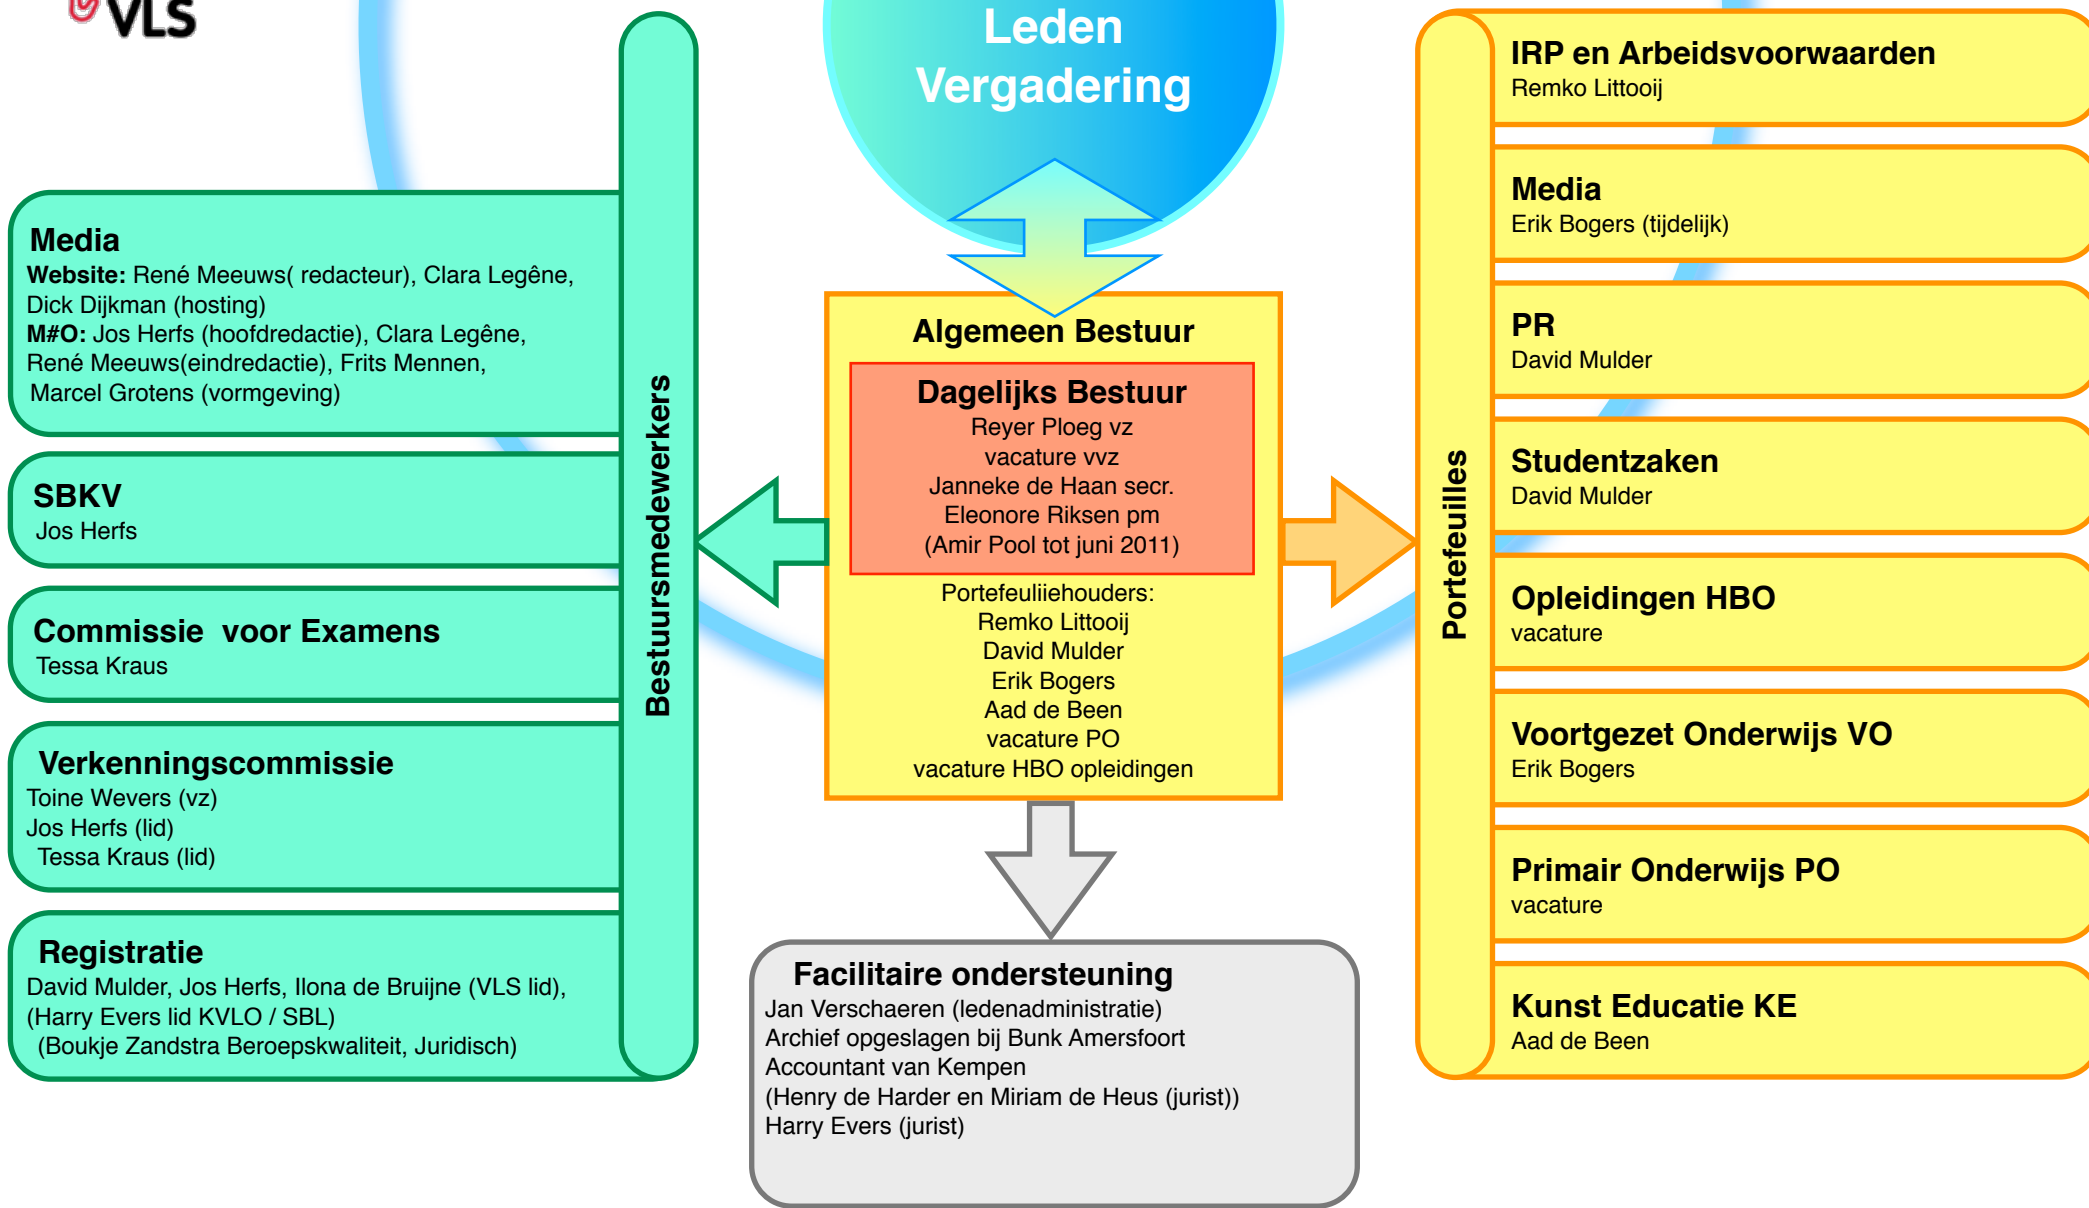 VLS
Leden
Vergadering
Media
Website: René Meeuws( redacteur), Clara Legêne,
Dick Dijkman (hosting)
M#O: Jos Herfs (hoofdredactie), Clara Legêne,
René Meeuws(eindredactie), Frits Mennen,
Marcel Grotens (vormgeving)
SBKV
Jos Herfs
Commissie  voor Examens
Tessa Kraus
Verkenningscommissie
Toine Wevers (vz)
Jos Herfs (lid)
Tessa Kraus (lid)
Registratie
David Mulder, Jos Herfs, Ilona de Bruijne (VLS lid),
(Harry Evers lid KVLO / SBL)
(Boukje Zandstra Beroepskwaliteit, Juridisch)
Bestuursmedewerkers
Algemeen Bestuur
Dagelijks Bestuur
Reyer Ploeg vz
vacature vvz
Janneke de Haan secr.
Eleonore Riksen pm
(Amir Pool tot juni 2011)
Portefeuliiehouders:
Remko Littooij
David Mulder
Erik Bogers
Aad de Been
vacature PO
vacature HBO opleidingen
Facilitaire ondersteuning
Jan Verschaeren (ledenadministratie)
Archief opgeslagen bij Bunk Amersfoort
Accountant van Kempen
(Henry de Harder en Miriam de Heus (jurist))
Harry Evers (jurist)
Portefeuilles
IRP en Arbeidsvoorwaarden
Remko Littooij
Media
Erik Bogers (tijdelijk)
PR
David Mulder
Studentzaken
David Mulder
Opleidingen HBO
vacature
Voortgezet Onderwijs VO
Erik Bogers
Primair Onderwijs PO
vacature
Kunst Educatie KE
Aad de Been